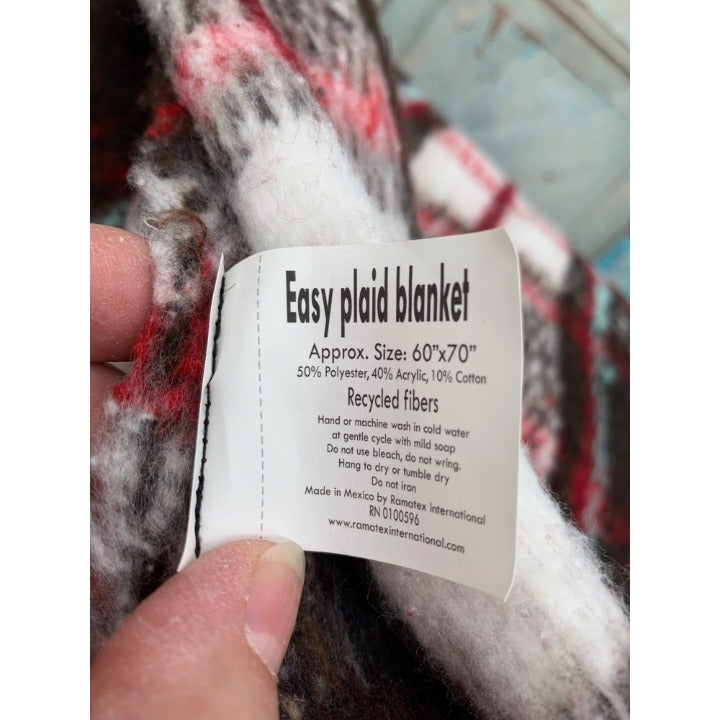 Easy plaid blanket
Approx. Size: 60"x70"
50% Polyester, 40% Acrylic, 10% Cotton
Recycled fibers
Hand or machine wash in cold water
at gentle cycle with mild soap
Do not use bleach, do not wring.
Hang to dry or tumble dry
Do not iron
Made in Mexico by Ramatex International
RN 0100596
www.ramatexinternational.com